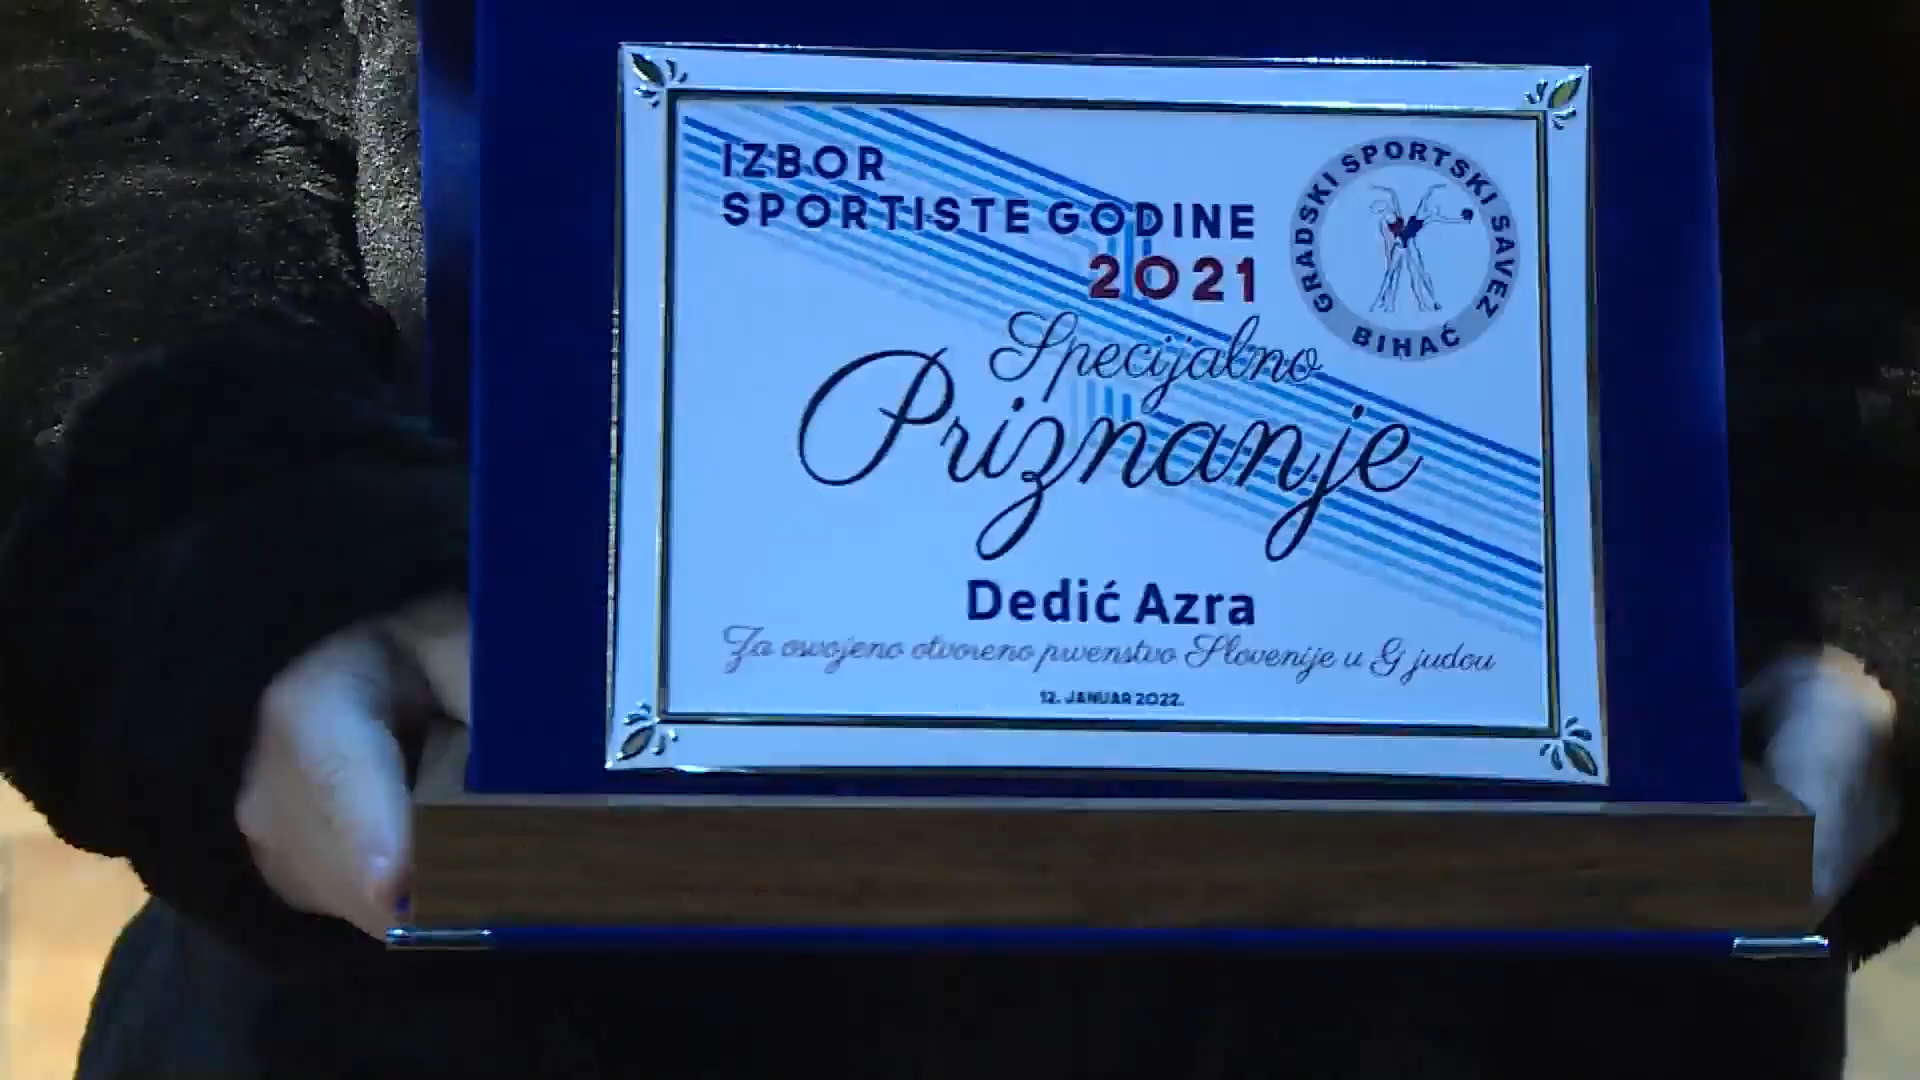 IZBOR
SPORTISTE GODINE
2021
GRADSKI SPORTSKI SAVEZ
BIHAĆ
Specijalno
Priznanje
Dedić Azra
Za osvojeno otvoreno prvenstvo Slovenije u G judou
12. JANUAR 2022.